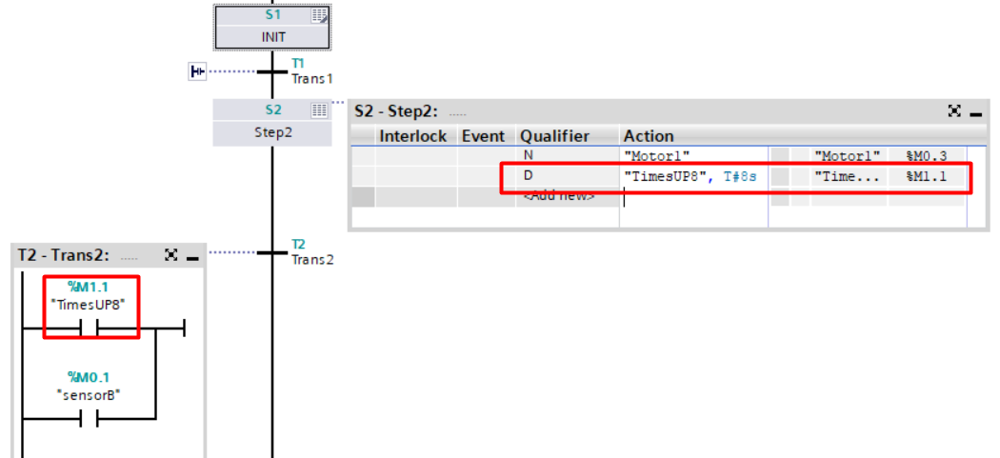 S1
INIT
T1
Trans1
S2
Step2
S2 - Step2: .....
Interlock Event Qualifier Action
N "Motor1" "Motor1" %M0.3
D "TimesUP8", T#8s "Time... %M1.1
<Add new>
T2
Trans2
T2 - Trans2: .....
%M1.1
"TimesUP8"
%M0.1
"sensorB"